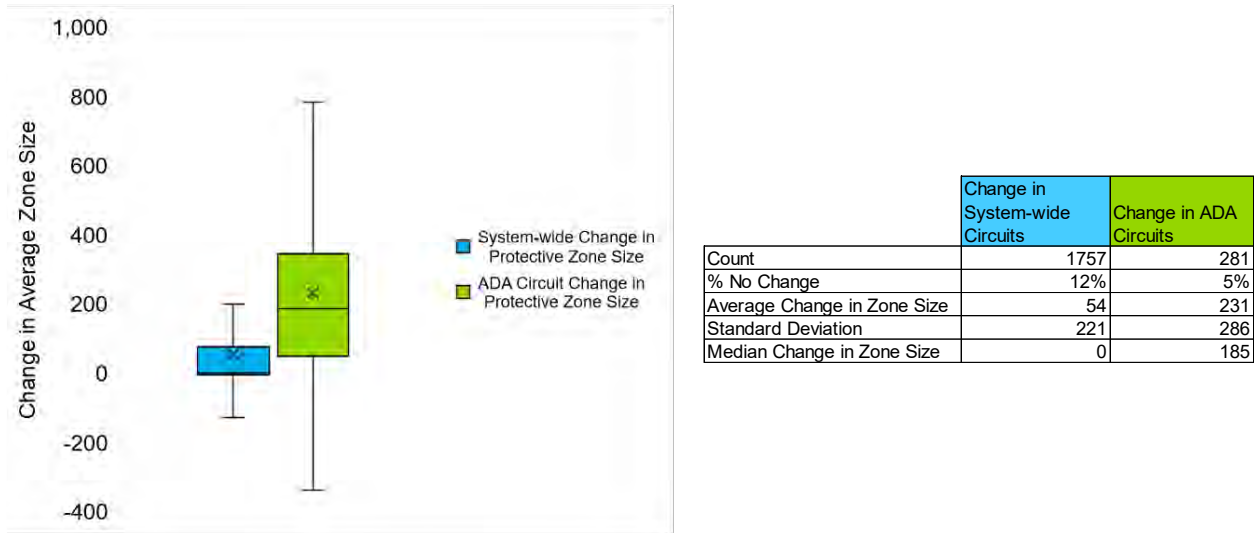 1,000
800
600
400
200
0
-200
-400
Change in Average Zone Size
System-wide Change in
Protective Zone Size
ADA Circuit Change in
Protective Zone Size
Change in
System-wide
Circuits
Change in ADA
Circuits
Count 1757 281
% No Change 12% 5%
Average Change in Zone Size 54 231
Standard Deviation 221 286
Median Change in Zone Size 0 185